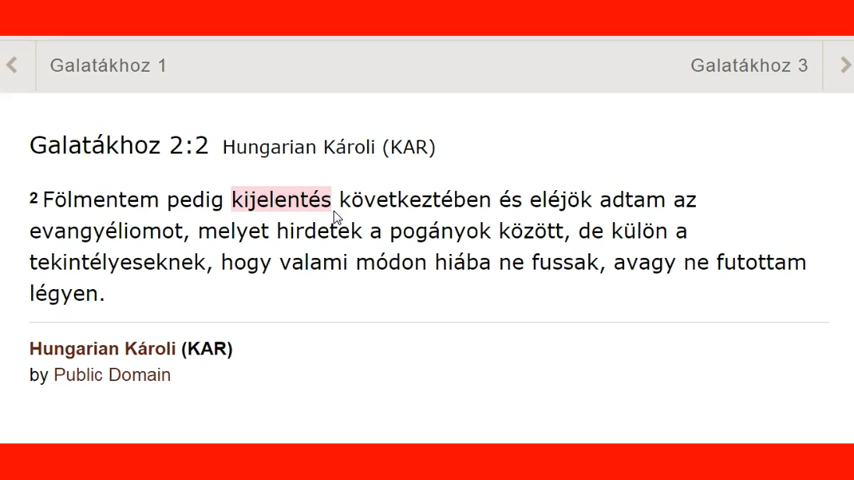 Galatákhoz 1 Galatákhoz 3
Galatákhoz 2:2 Hungarian Károli (KAR)
2 Fölmentem pedig kijelentés következtében és eléjök adtam az
evangyéliomot, melyet hirdetek a pogányok között, de külön a
tekintélyeseknek, hogy valami módon hiába ne fussak, avagy ne futottam
légyen.
Hungarian Károli (KAR)
by Public Domain